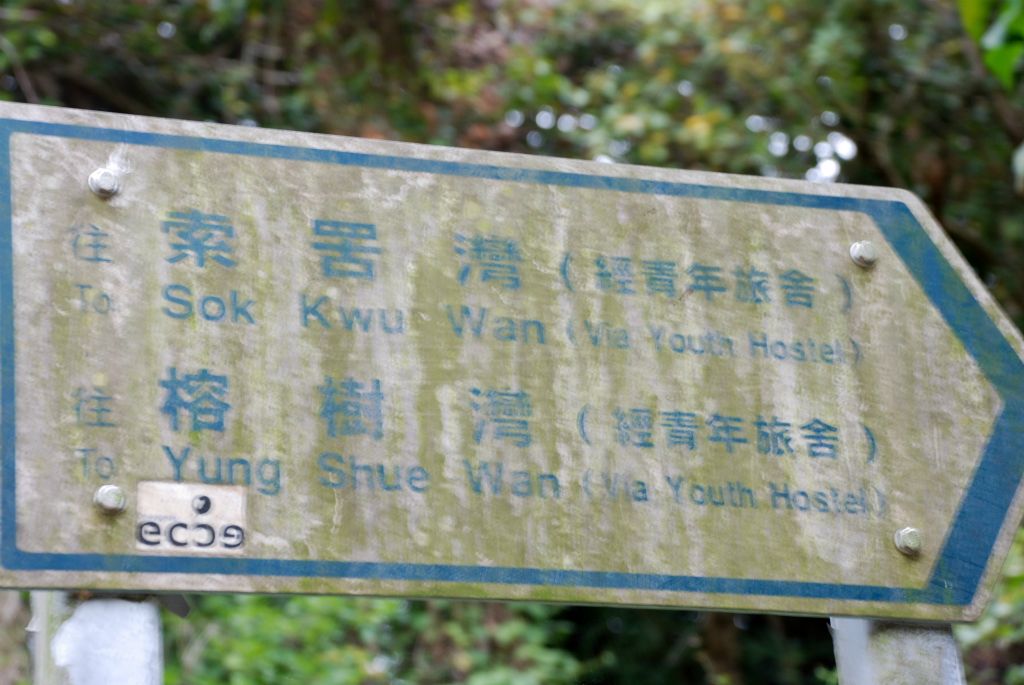 往 索罟灣 (經青年旅舍)
To Sok Kwu Wan (Via Youth Hostel)
往 榕樹灣 (經青年旅舍)
To Yung Shue Wan (Via Youth Hostel)